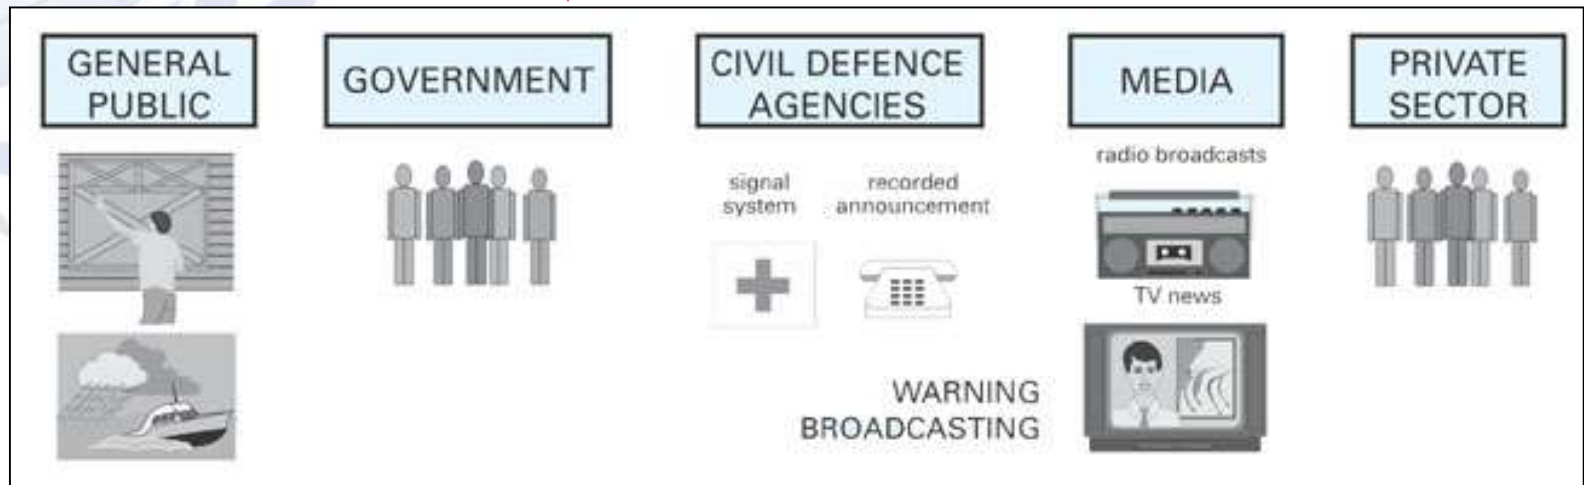 GENERAL
PUBLIC
GOVERNMENT
CIVIL DEFENCE
AGENCIES
MEDIA
PRIVATE
SECTOR
signal
system
recorded
announcement
radio broadcasts
TV news
WARNING
BROADCASTING